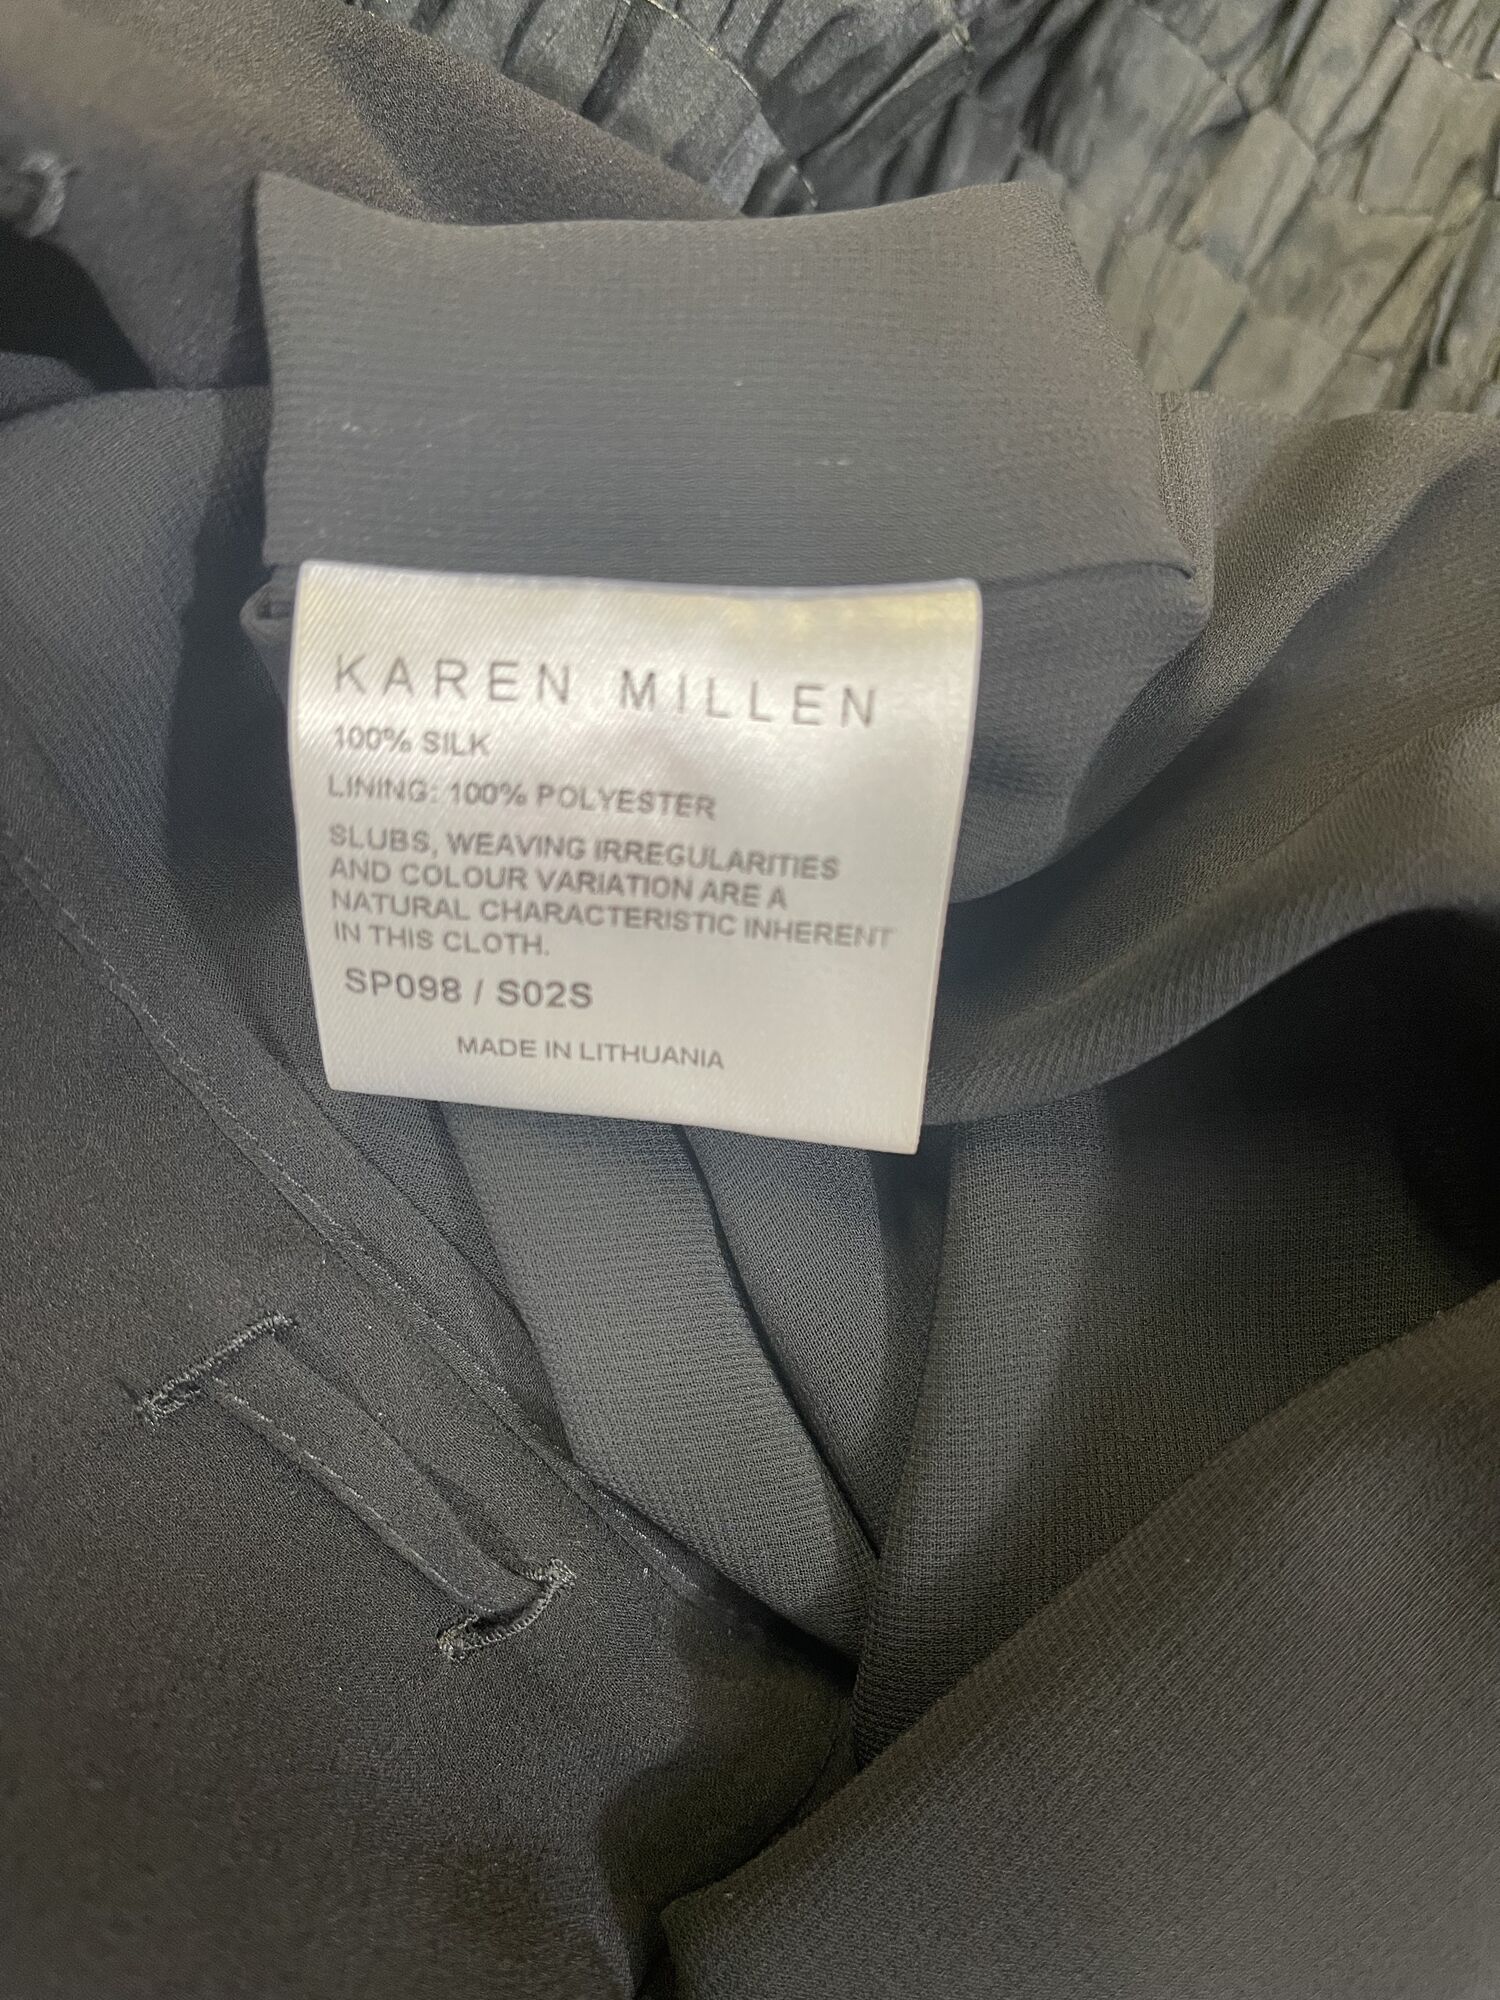 KAREN MILLEN
100% SILK
LINING: 100% POLYESTER
SLUBS, WEAVING IRREGULARITIES
AND COLOUR VARIATION ARE A
NATURAL CHARACTERISTIC INHERENT
IN THIS CLOTH.
SP098 / S02S
MADE IN LITHUANIA